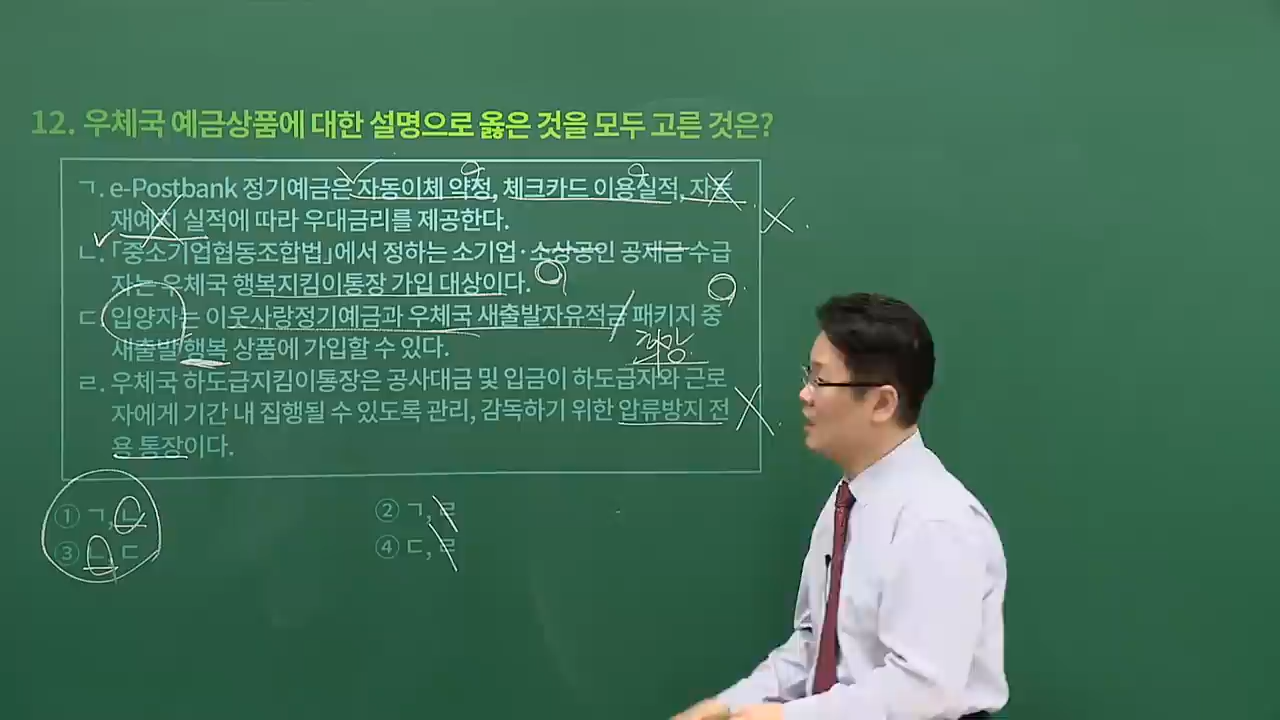 12. 우체국 예금상품에 대한 설명으로 옳은 것을 모두 고른 것은?
ㄱ. e-Postbank 정기예금은 자동이체 약정, 체크카드 이용실적, 자동
재예치 실적에 따라 우대금리를 제공한다.
ㄴ. 「중소기업협동조합법」에서 정하는 소기업·소상공인 공제금 수급
자는 우체국 행복지킴이통장 가입 대상이다.
ㄷ. 입양자는 이웃사랑정기예금과 우체국 새출발자유적금 패키지 중
새출발 행복 상품에 가입할 수 있다.
ㄹ. 우체국 하도급지킴이통장은 공사대금 및 입금이 하도급자와 근로
자에게 기간 내 집행될 수 있도록 관리, 감독하기 위한 압류방지 전
용 통장이다.
① ㄱ, ㄴ ② ㄱ, ㄹ
③ ㄴ, ㄷ ④ ㄷ, ㄹ